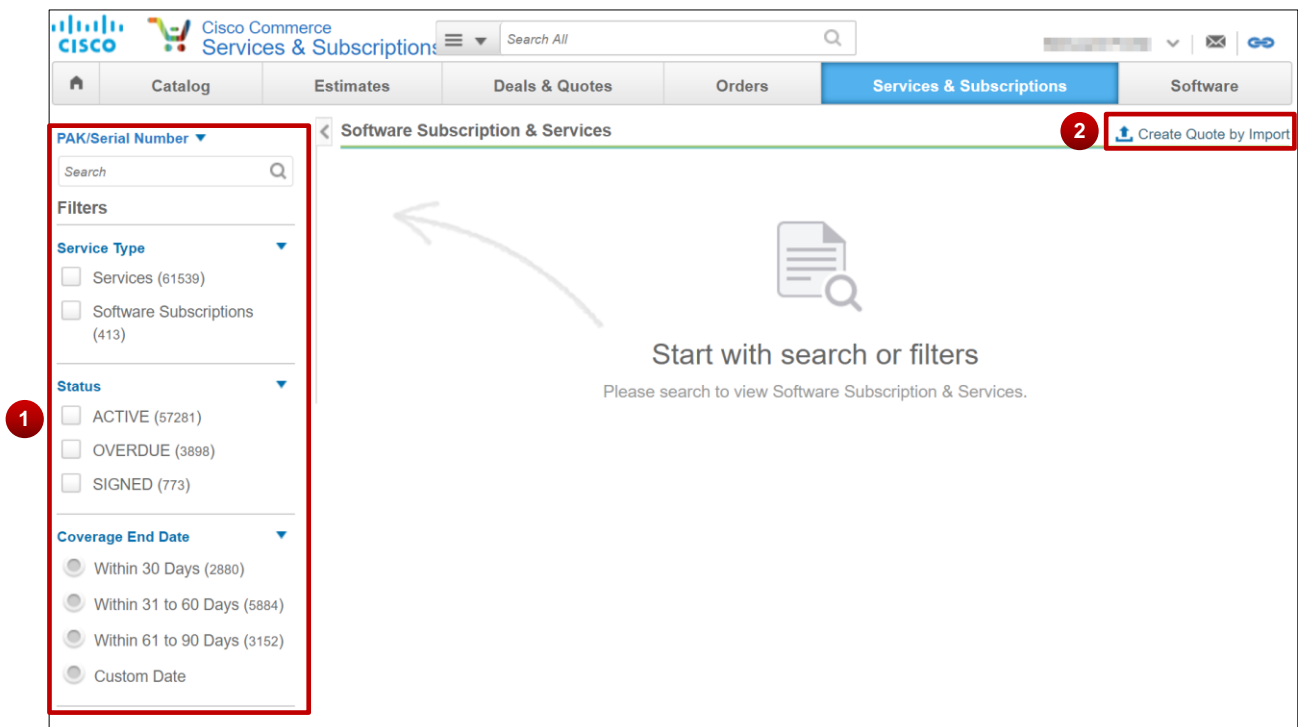 CISCO
Cisco Commerce
Services & Subscriptions
Search All
Catalog
Estimates
Deals & Quotes
Orders
Services & Subscriptions
Software
PAK/Serial Number
Search
Filters
Service Type
Services (61539)
Software Subscriptions
(413)
Status
ACTIVE (57281)
OVERDUE (3898)
SIGNED (773)
Coverage End Date
Within 30 Days (2880)
Within 31 to 60 Days (5884)
Within 61 to 90 Days (3152)
Custom Date
1
Software Subscription & Services
2
Create Quote by Import
Start with search or filters
Please search to view Software Subscription & Services.